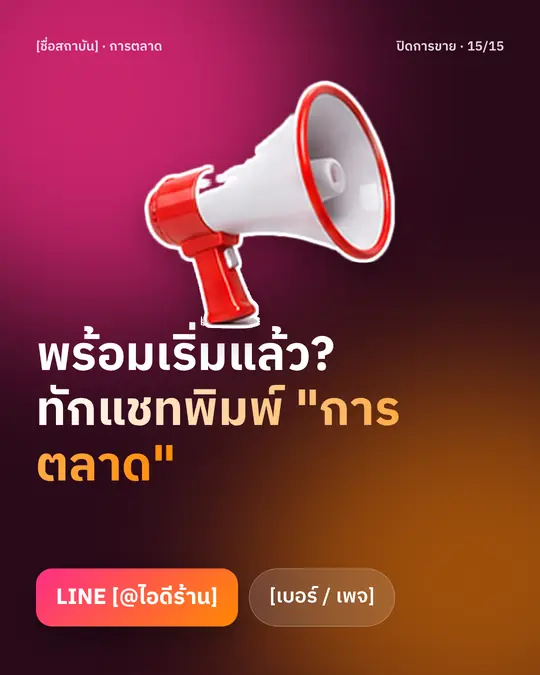 [ชื่อสถาบัน] · การตลาด
ปิดการขาย · 15/15
พร้อมเริ่มแล้ว?
ทักแชทพิมพ์ "การ
ตลาด"
LINE [@ไอดีร้าน]
[เบอร์ / เพจ]